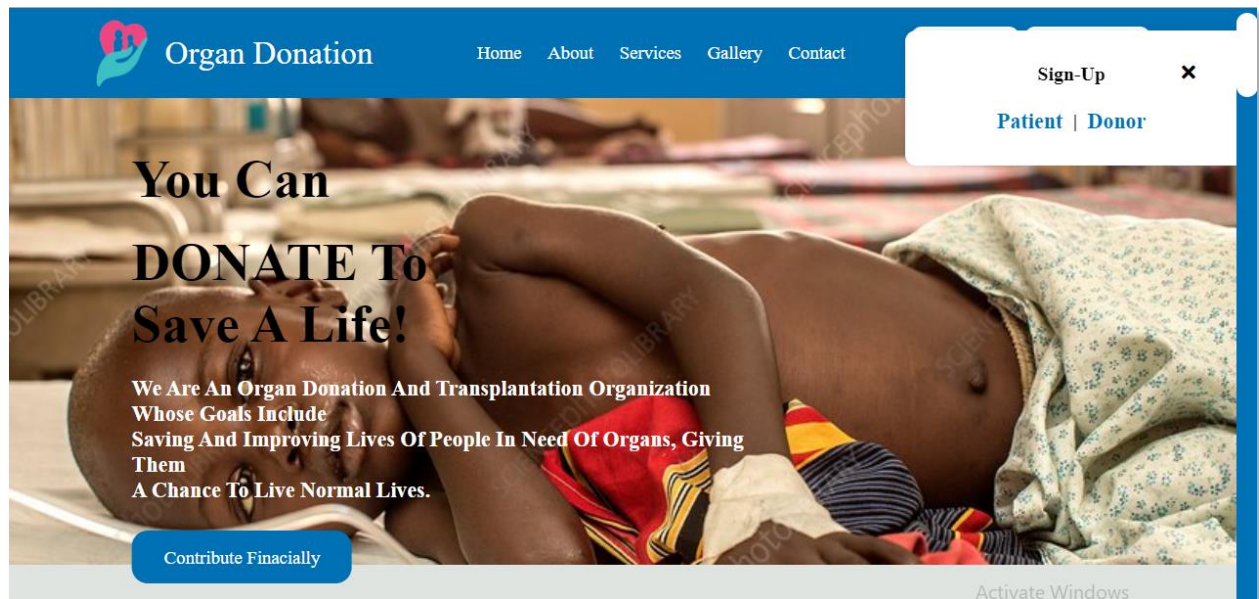 Organ Donation
Home About Services Gallery Contact
Sign-Up ×
Patient | Donor
You Can
DONATE To
Save A Life!
We Are An Organ Donation And Transplantation Organization
Whose Goals Include
Saving And Improving Lives Of People In Need Of Organs, Giving
Them
A Chance To Live Normal Lives.
Contribute Finacially
SCIENCEPHOTOLIBRARY
Activate Windows